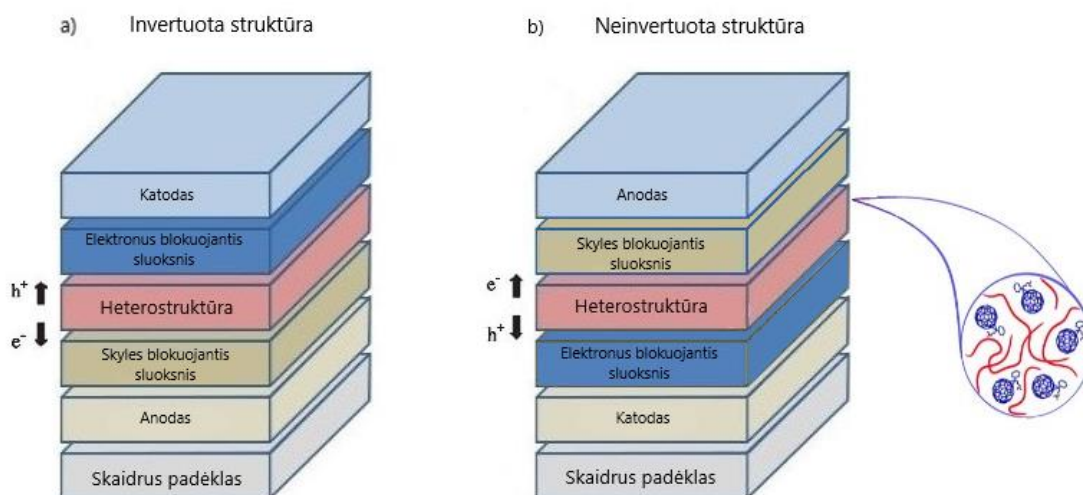 a) Invertuota struktūra
Katodas
Elektronus blokuojantis
sluoksnis
h⁺
Heterostruktūra
e⁻
Skyles blokuojantis
sluoksnis
Anodas
Skaidrus padėklas
b) Neinvertuota struktūra
Anodas
Skyles blokuojantis
sluoksnis
e⁻
Heterostruktūra
h⁺
Elektronus blokuojantis
sluoksnis
Katodas
Skaidrus padėklas